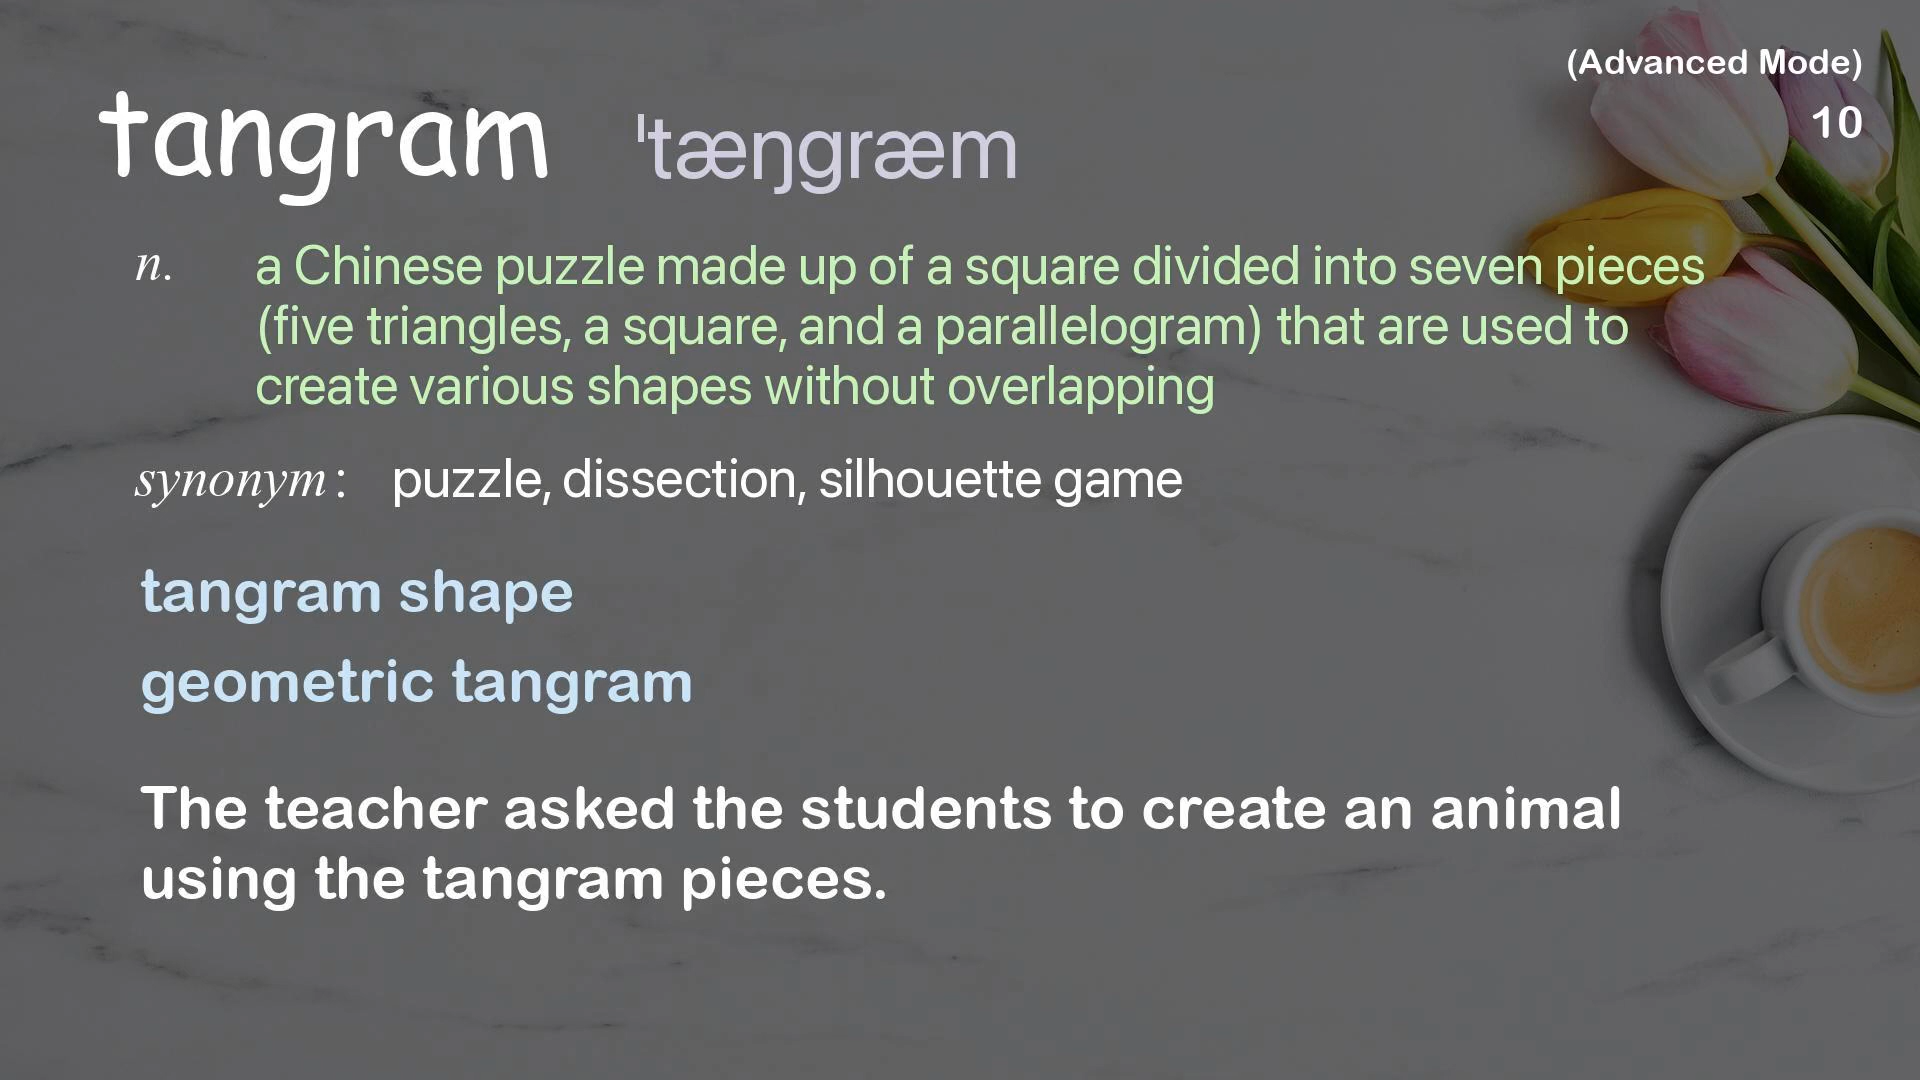 (Advanced Mode)
tangram ˈtæŋgræm
10
n. a Chinese puzzle made up of a square divided into seven pieces
(five triangles, a square, and a parallelogram) that are used to
create various shapes without overlapping
synonym : puzzle, dissection, silhouette game
tangram shape
geometric tangram
The teacher asked the students to create an animal
using the tangram pieces.